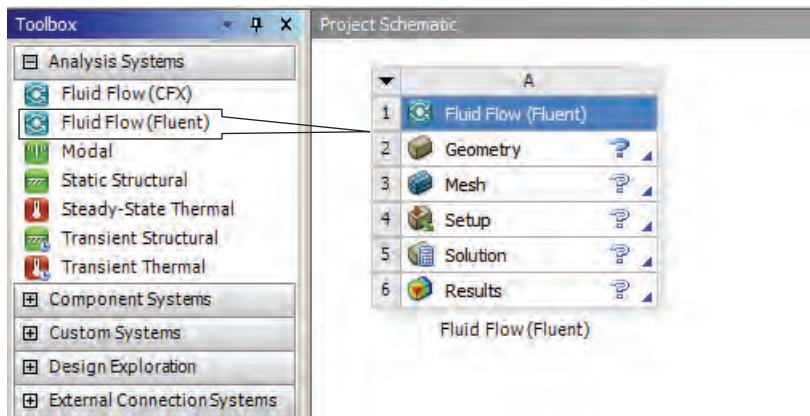 Toolbox
Analysis Systems
Fluid Flow (CFX)
Fluid Flow (Fluent)
Modal
Static Structural
Steady-State Thermal
Transient Structural
Transient Thermal
Component Systems
Custom Systems
Design Exploration
External Connection Systems
Project Schematic
A
1 Fluid Flow (Fluent)
2 Geometry ?
3 Mesh ?
4 Setup ?
5 Solution ?
6 Results ?
Fluid Flow (Fluent)